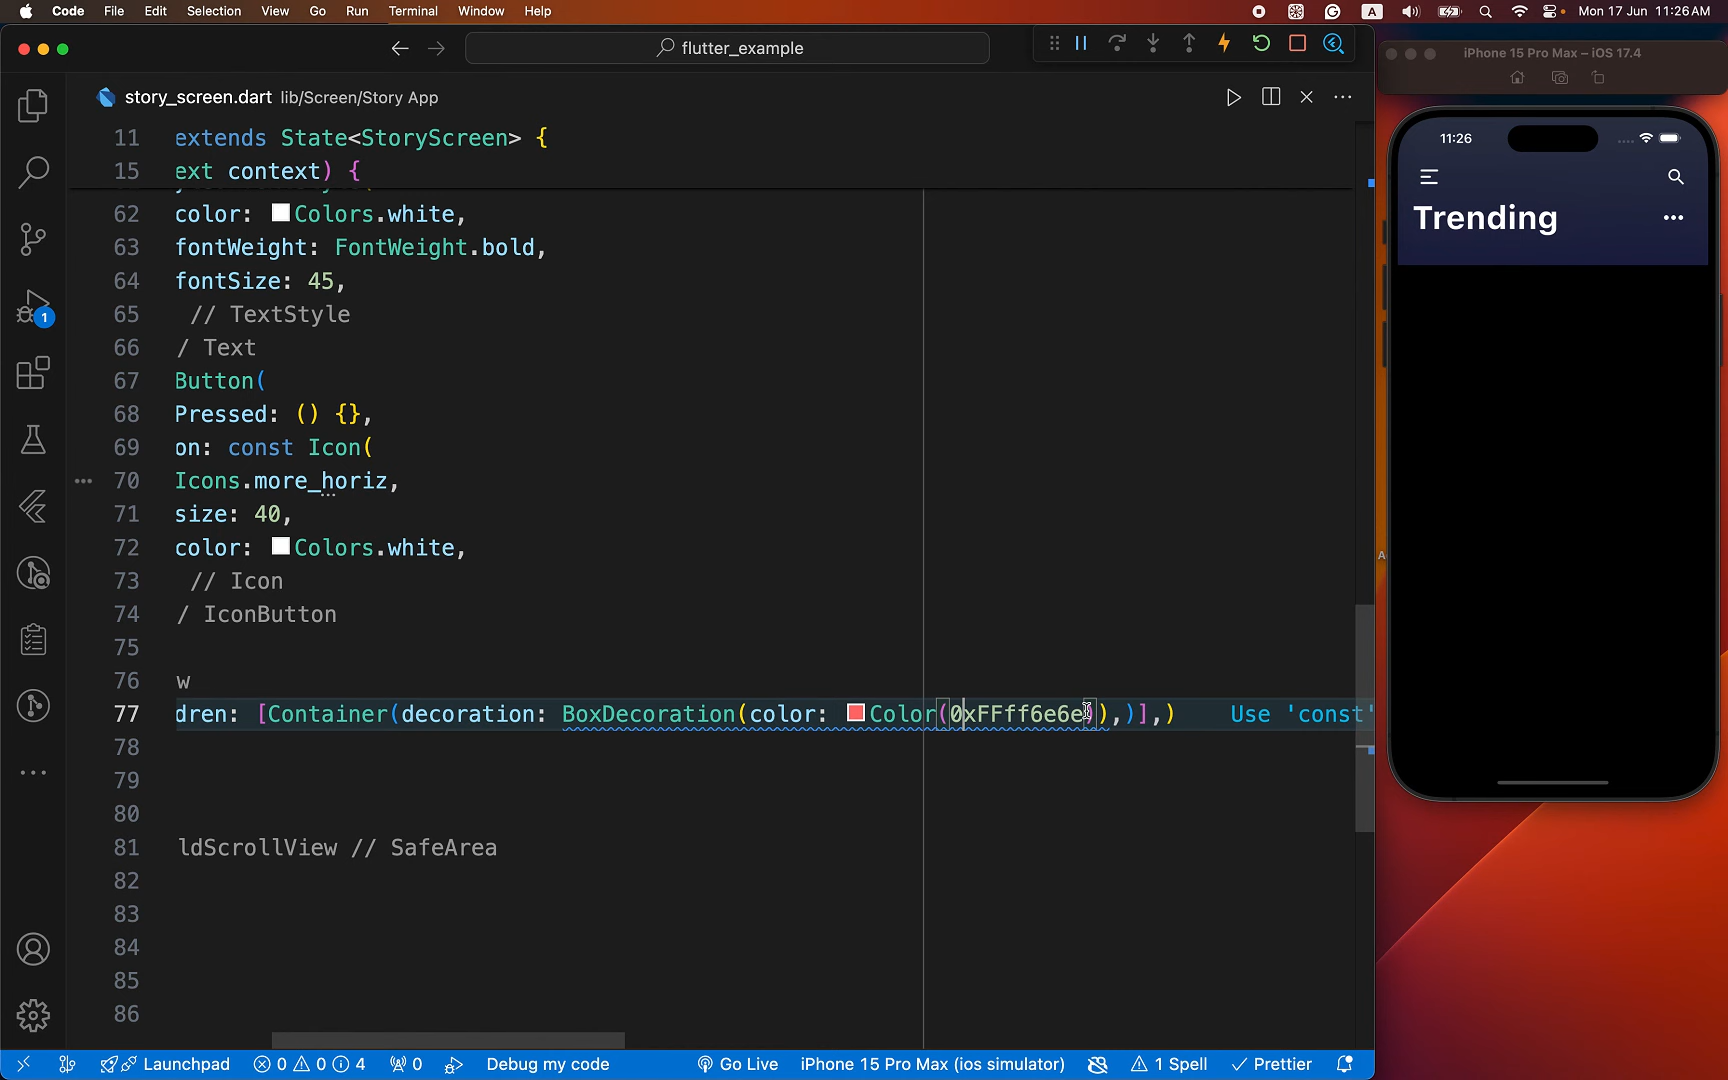 Code File Edit Selection View Go Run Terminal Window Help
A
Mon 17 Jun 11:26AM
flutter_example
iPhone 15 Pro Max – iOS 17.4
story_screen.dart lib/Screen/Story App
11 extends State<StoryScreen> {
15 ext context) {
62 color: Colors.white,
63 fontWeight: FontWeight.bold,
64 fontSize: 45,
65 // TextStyle
66 / Text
67 Button(
68 Pressed: () {},
69 on: const Icon(
70 Icons.more_horiz,
71 size: 40,
72 color: Colors.white,
73 // Icon
74 / IconButton
75
76 w
77 dren: [Container(decoration: BoxDecoration(color: Color(0xFFff6e6e),),)],) Use 'const'
78
79
80
81 ldScrollView // SafeArea
82
83
84
85
86
1
11:26
Trending
Launchpad 0 0 4 0 Debug my code Go Live iPhone 15 Pro Max (ios simulator) 1 Spell Prettier